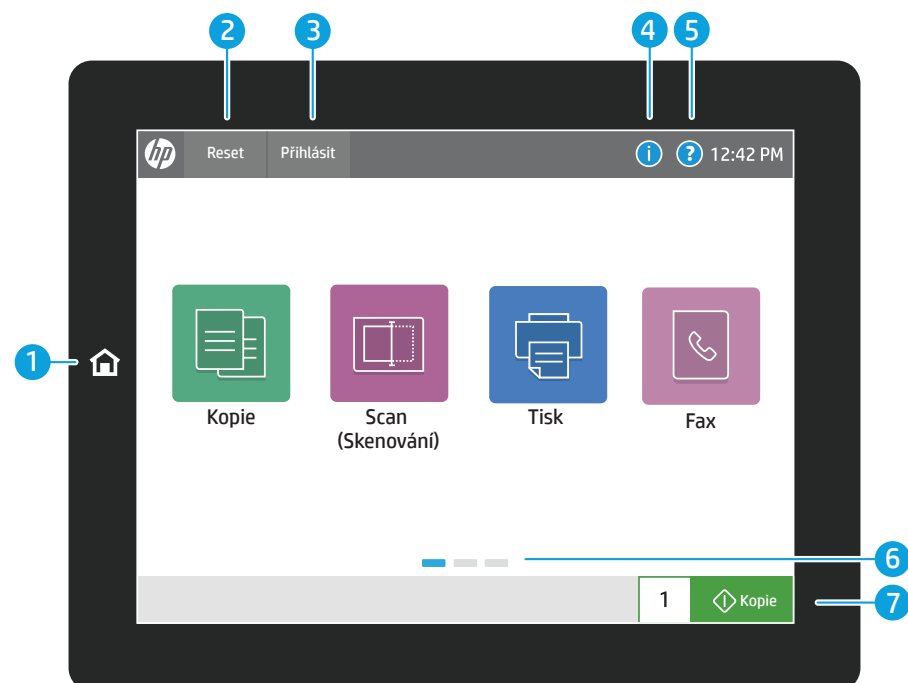 2
3
4
5
hp
Reset
Přihlásit
i
?
12:42 PM
1
Kopie
Scan
(Skenování)
Tisk
Fax
6
1
Kopie
7